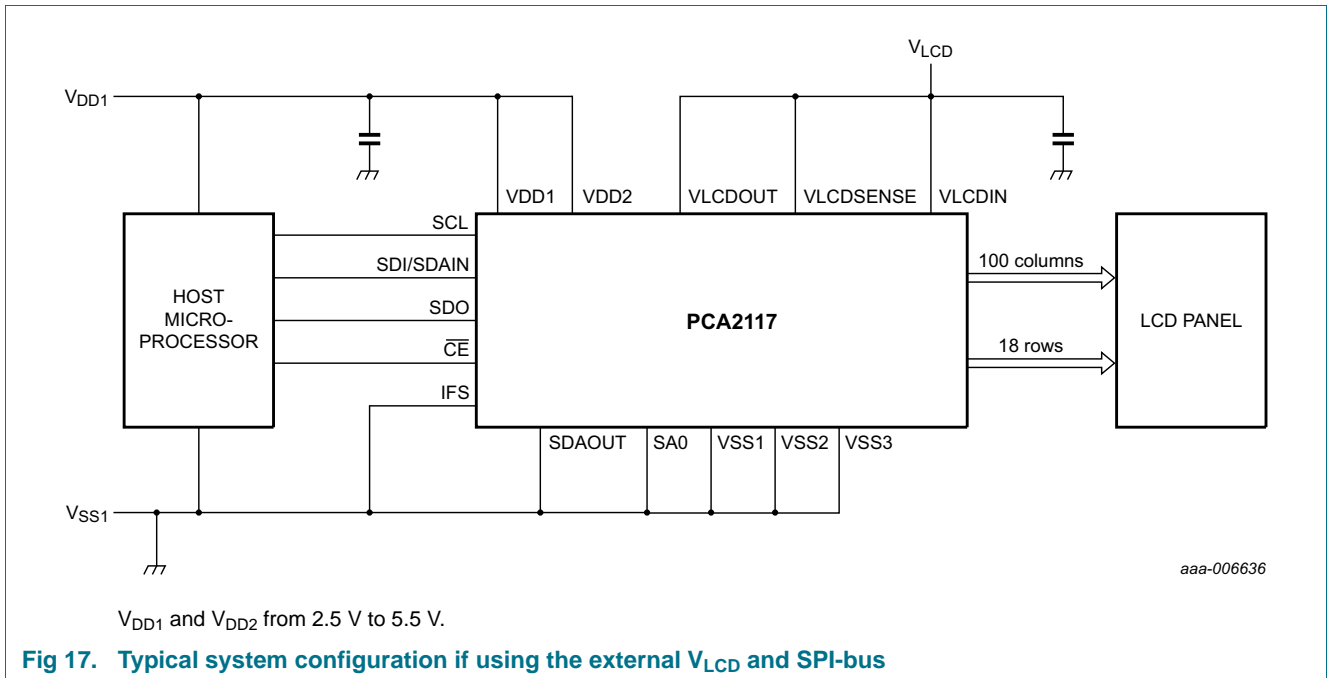 VLCD
VDD1
VDD1 VDD2 VLCDOUT VLCDSENSE VLCDIN
SCL
SDI/SDAIN
SDO
CE
IFS
HOST
MICRO-
PROCESSOR
PCA2117
100 columns
18 rows
LCD PANEL
SDAOUT SA0 VSS1 VSS2 VSS3
VSS1
aaa-006636
VDD1 and VDD2 from 2.5 V to 5.5 V.
Fig 17. Typical system configuration if using the external VLCD and SPI-bus